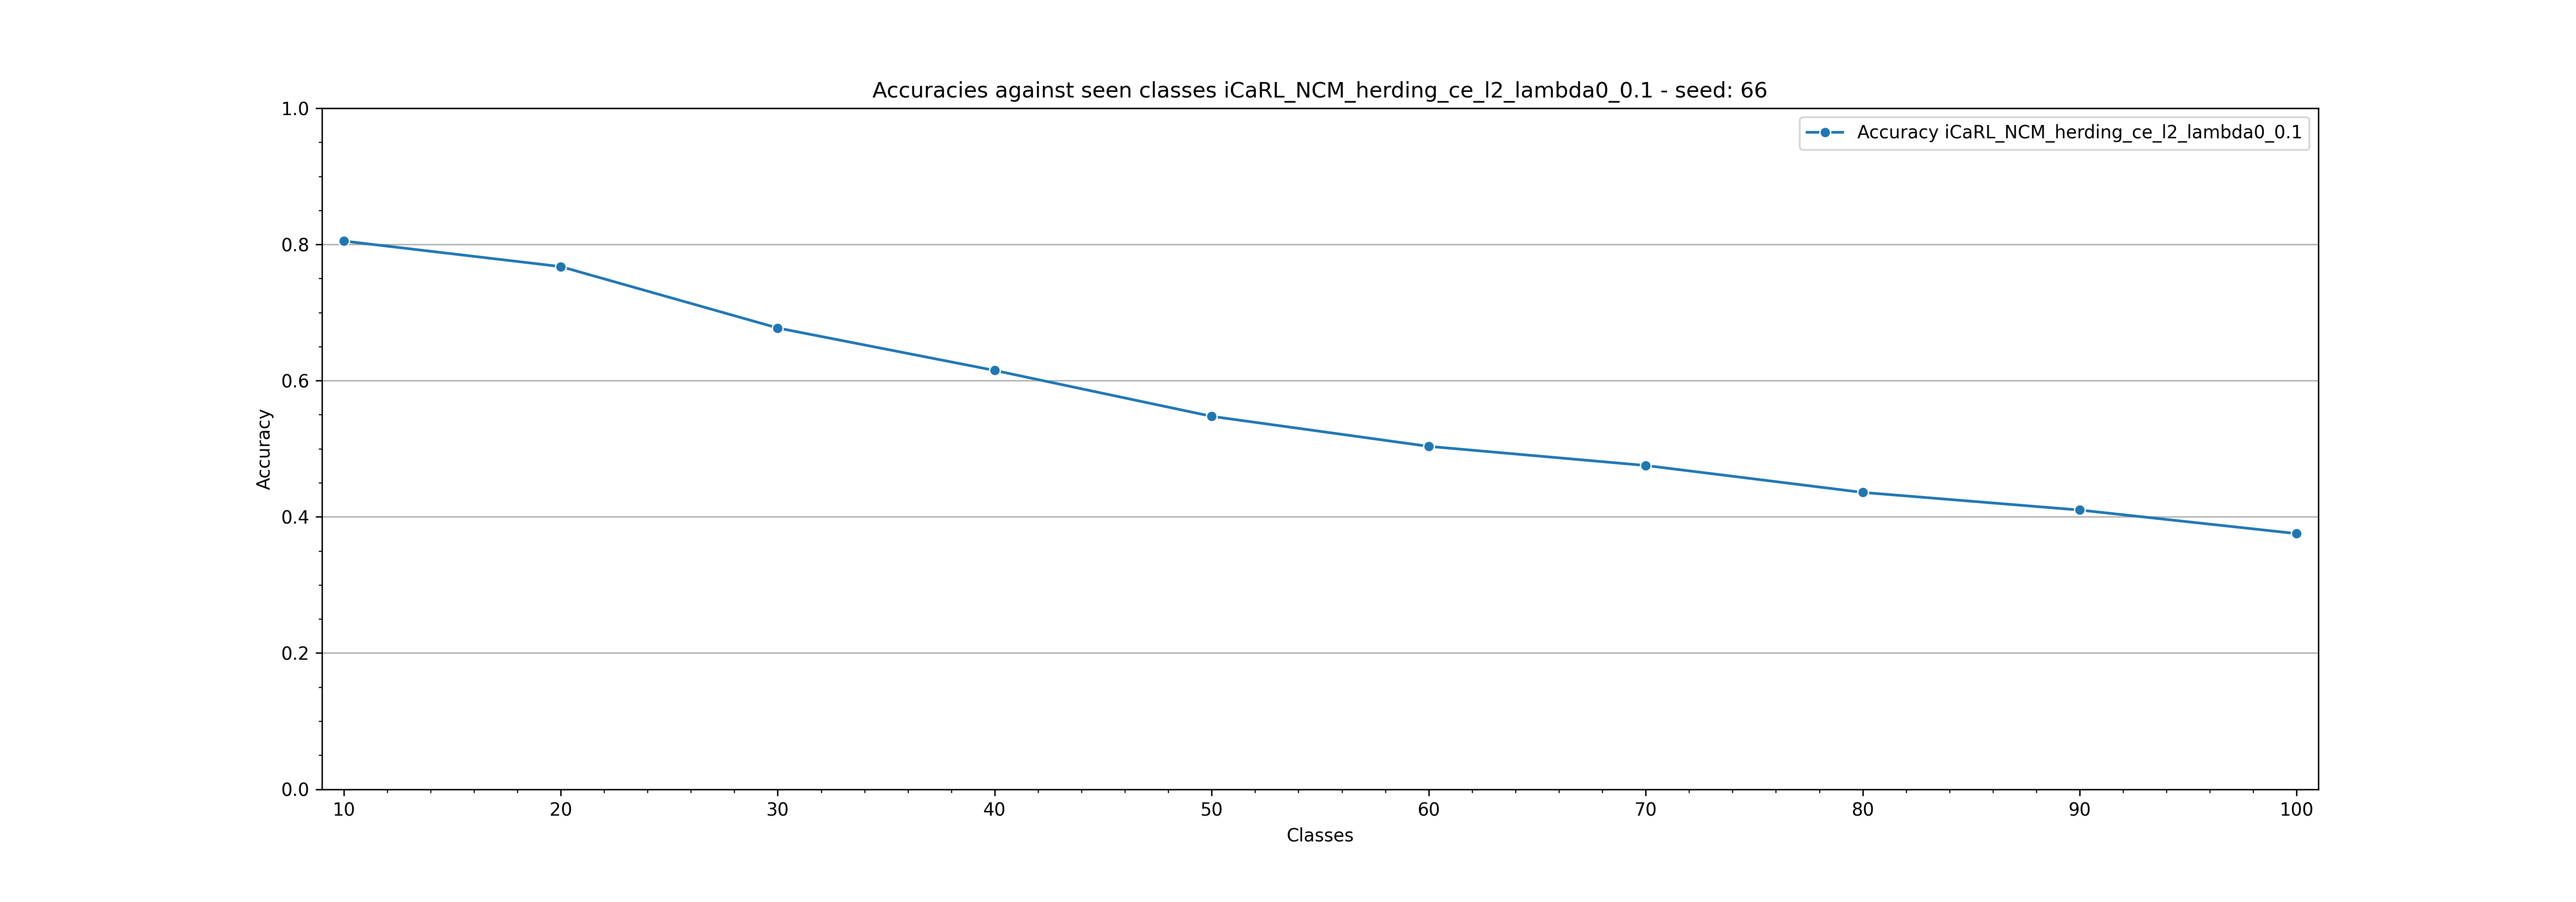 Accuracies against seen classes iCaRL_NCM_herding_ce_l2_lambda0_0.1 - seed: 66
Accuracy iCaRL_NCM_herding_ce_l2_lambda0_0.1
Accuracy
1.0
0.8
0.6
0.4
0.2
0.0
10 20 30 40 50 60 70 80 90 100
Classes